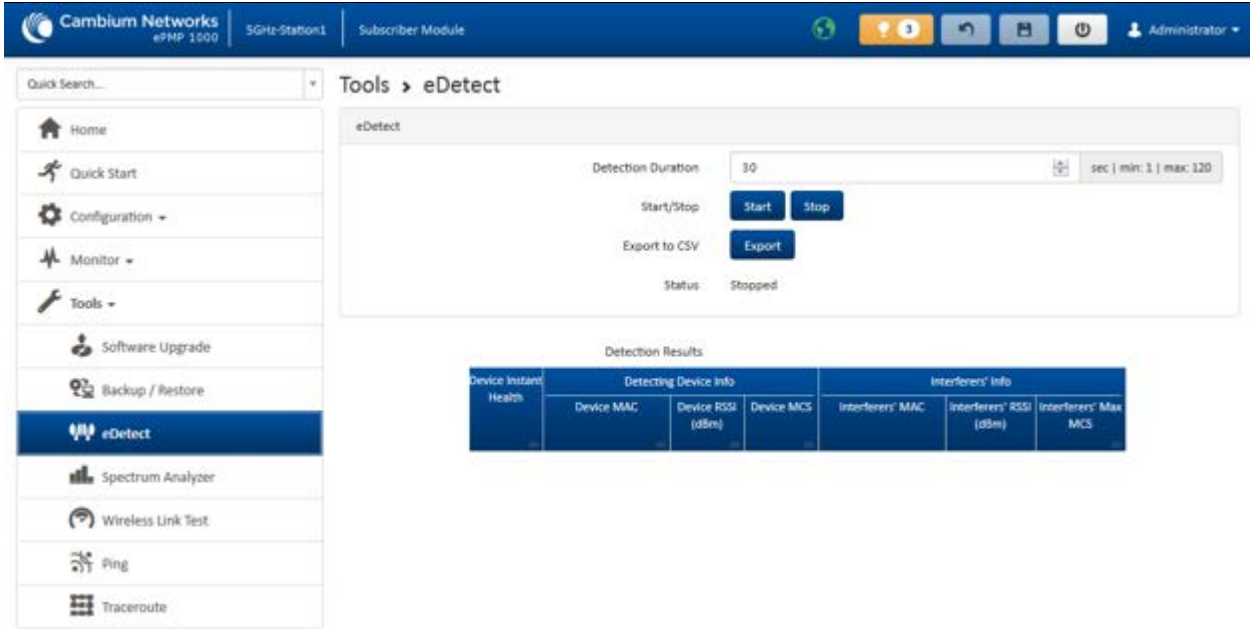 Cambium Networks
ePMP 1000
5GHz-Station1
Subscriber Module
3
Administrator
Quick Search...
Tools > eDetect
Home
Quick Start
Configuration
Monitor
Tools
Software Upgrade
Backup / Restore
eDetect
Spectrum Analyzer
Wireless Link Test
Ping
Traceroute
eDetect
Detection Duration 30 sec | min: 1 | max: 120
Start/Stop Start Stop
Export to CSV Export
Status Stopped
Detection Results
Device Instant Health
Detecting Device Info
Interferers' Info
Device MAC
Device RSSI (dBm)
Device MCS
Interferers' MAC
Interferers' RSSI (dBm)
Interferers' Max MCS